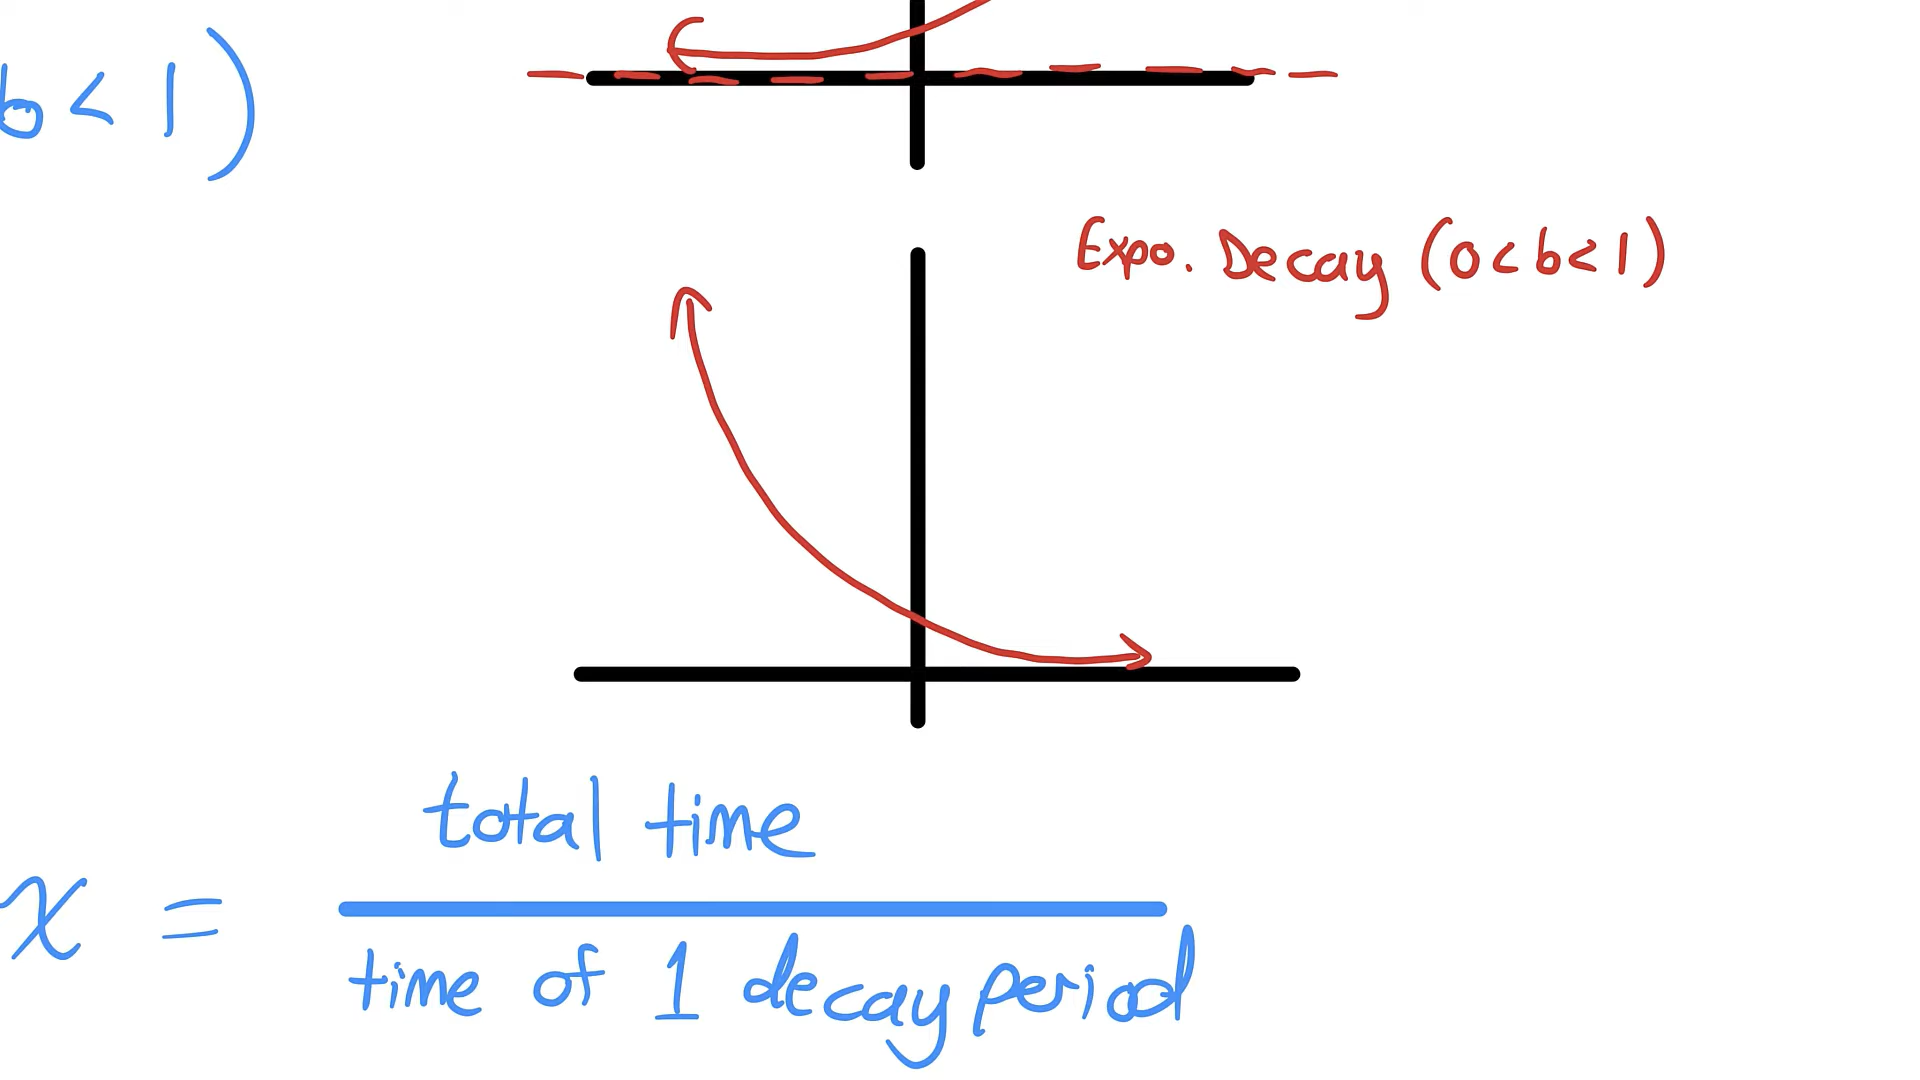 b < 1)
Expo. Decay (0 < b < 1)
total time
x =
time of 1 decay period